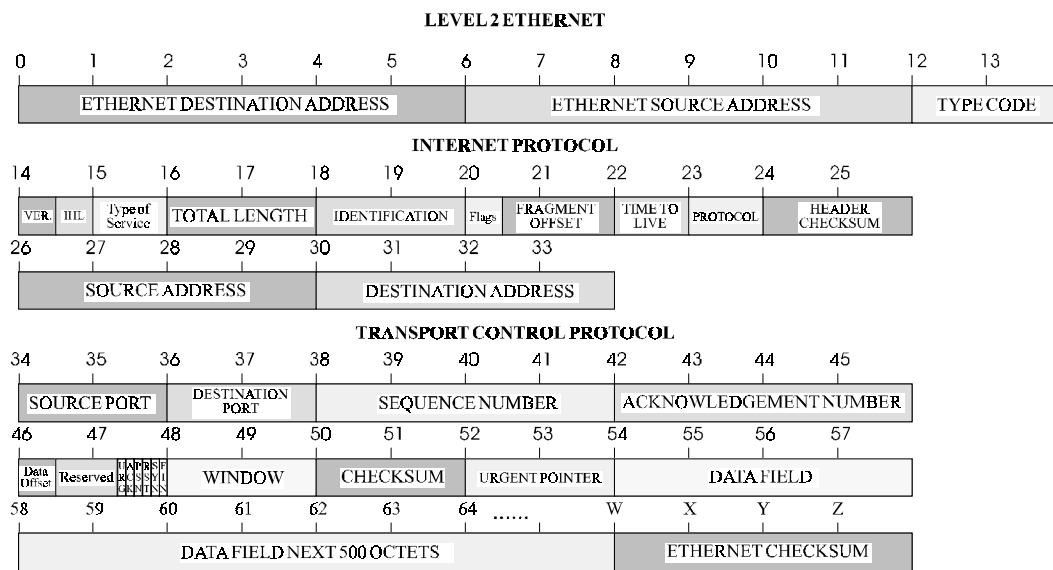 LEVEL 2 ETHERNET
0 1 2 3 4 5 6 7 8 9 10 11 12 13
ETHERNET DESTINATION ADDRESS ETHERNET SOURCE ADDRESS TYPE CODE
INTERNET PROTOCOL
14 15 16 17 18 19 20 21 22 23 24 25
VER. IHL Type of Service TOTAL LENGTH IDENTIFICATION Flags FRAGMENT OFFSET TIME TO LIVE PROTOCOL HEADER CHECKSUM
26 27 28 29 30 31 32 33
SOURCE ADDRESS DESTINATION ADDRESS
TRANSPORT CONTROL PROTOCOL
34 35 36 37 38 39 40 41 42 43 44 45
SOURCE PORT DESTINATION PORT SEQUENCE NUMBER ACKNOWLEDGEMENT NUMBER
46 47 48 49 50 51 52 53 54 55 56 57
Data Offset Reserved URG ACK PSN RST SYN FIN WINDOW CHECKSUM URGENT POINTER DATA FIELD
58 59 60 61 62 63 64 ...... W X Y Z
DATA FIELD NEXT 500 OCTETS ETHERNET CHECKSUM